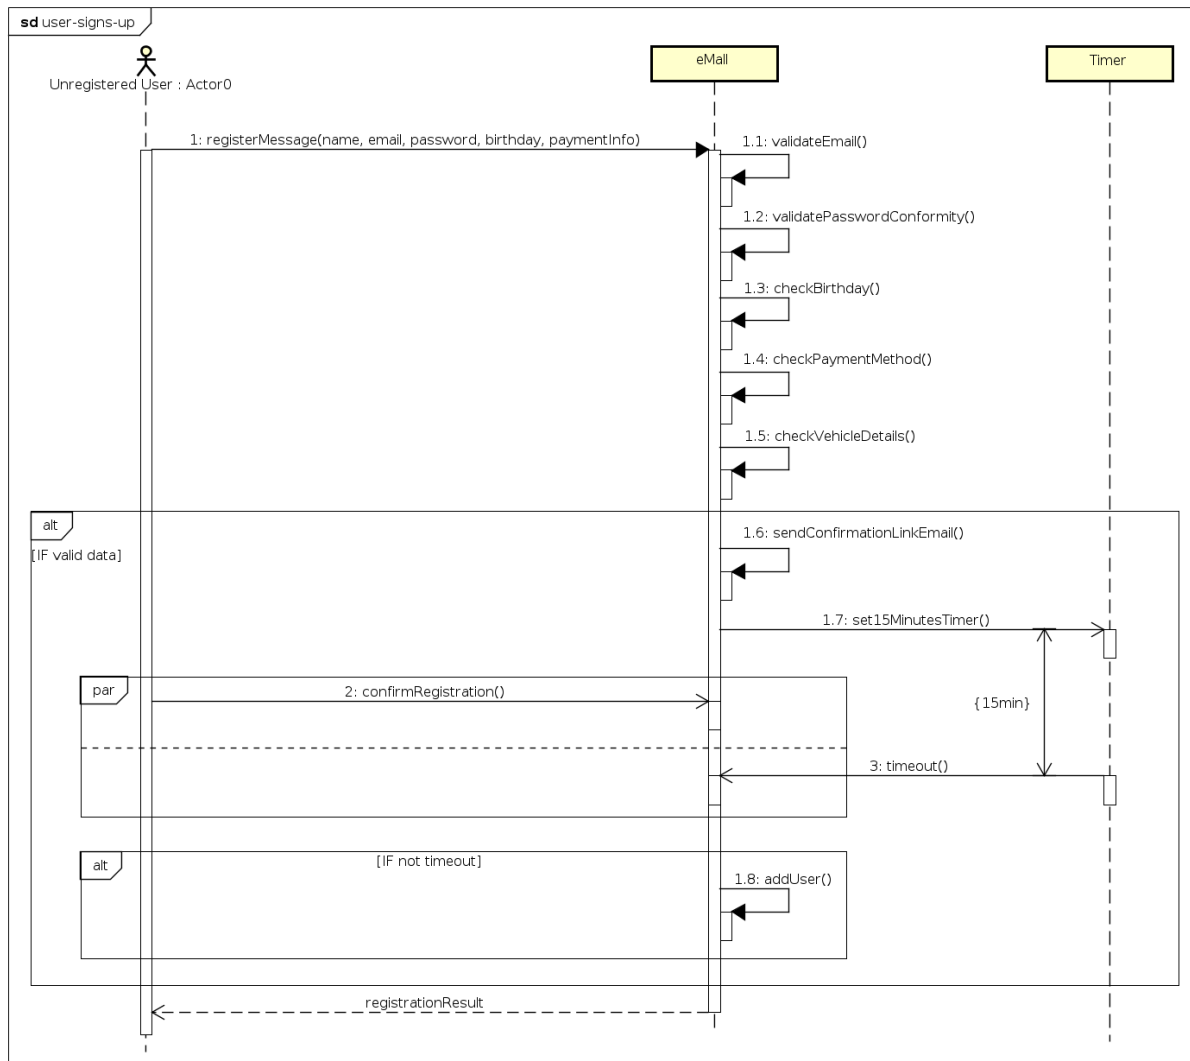 sd user-signs-up
Unregistered User : Actor0
eMall
Timer
1: registerMessage(name, email, password, birthday, paymentInfo)
1.1: validateEmail()
1.2: validatePasswordConformity()
1.3: checkBirthday()
1.4: checkPaymentMethod()
1.5: checkVehicleDetails()
alt
[IF valid data]
1.6: sendConfirmationLinkEmail()
1.7: set15MinutesTimer()
par
2: confirmRegistration()
{15min}
3: timeout()
alt
[IF not timeout]
1.8: addUser()
registrationResult